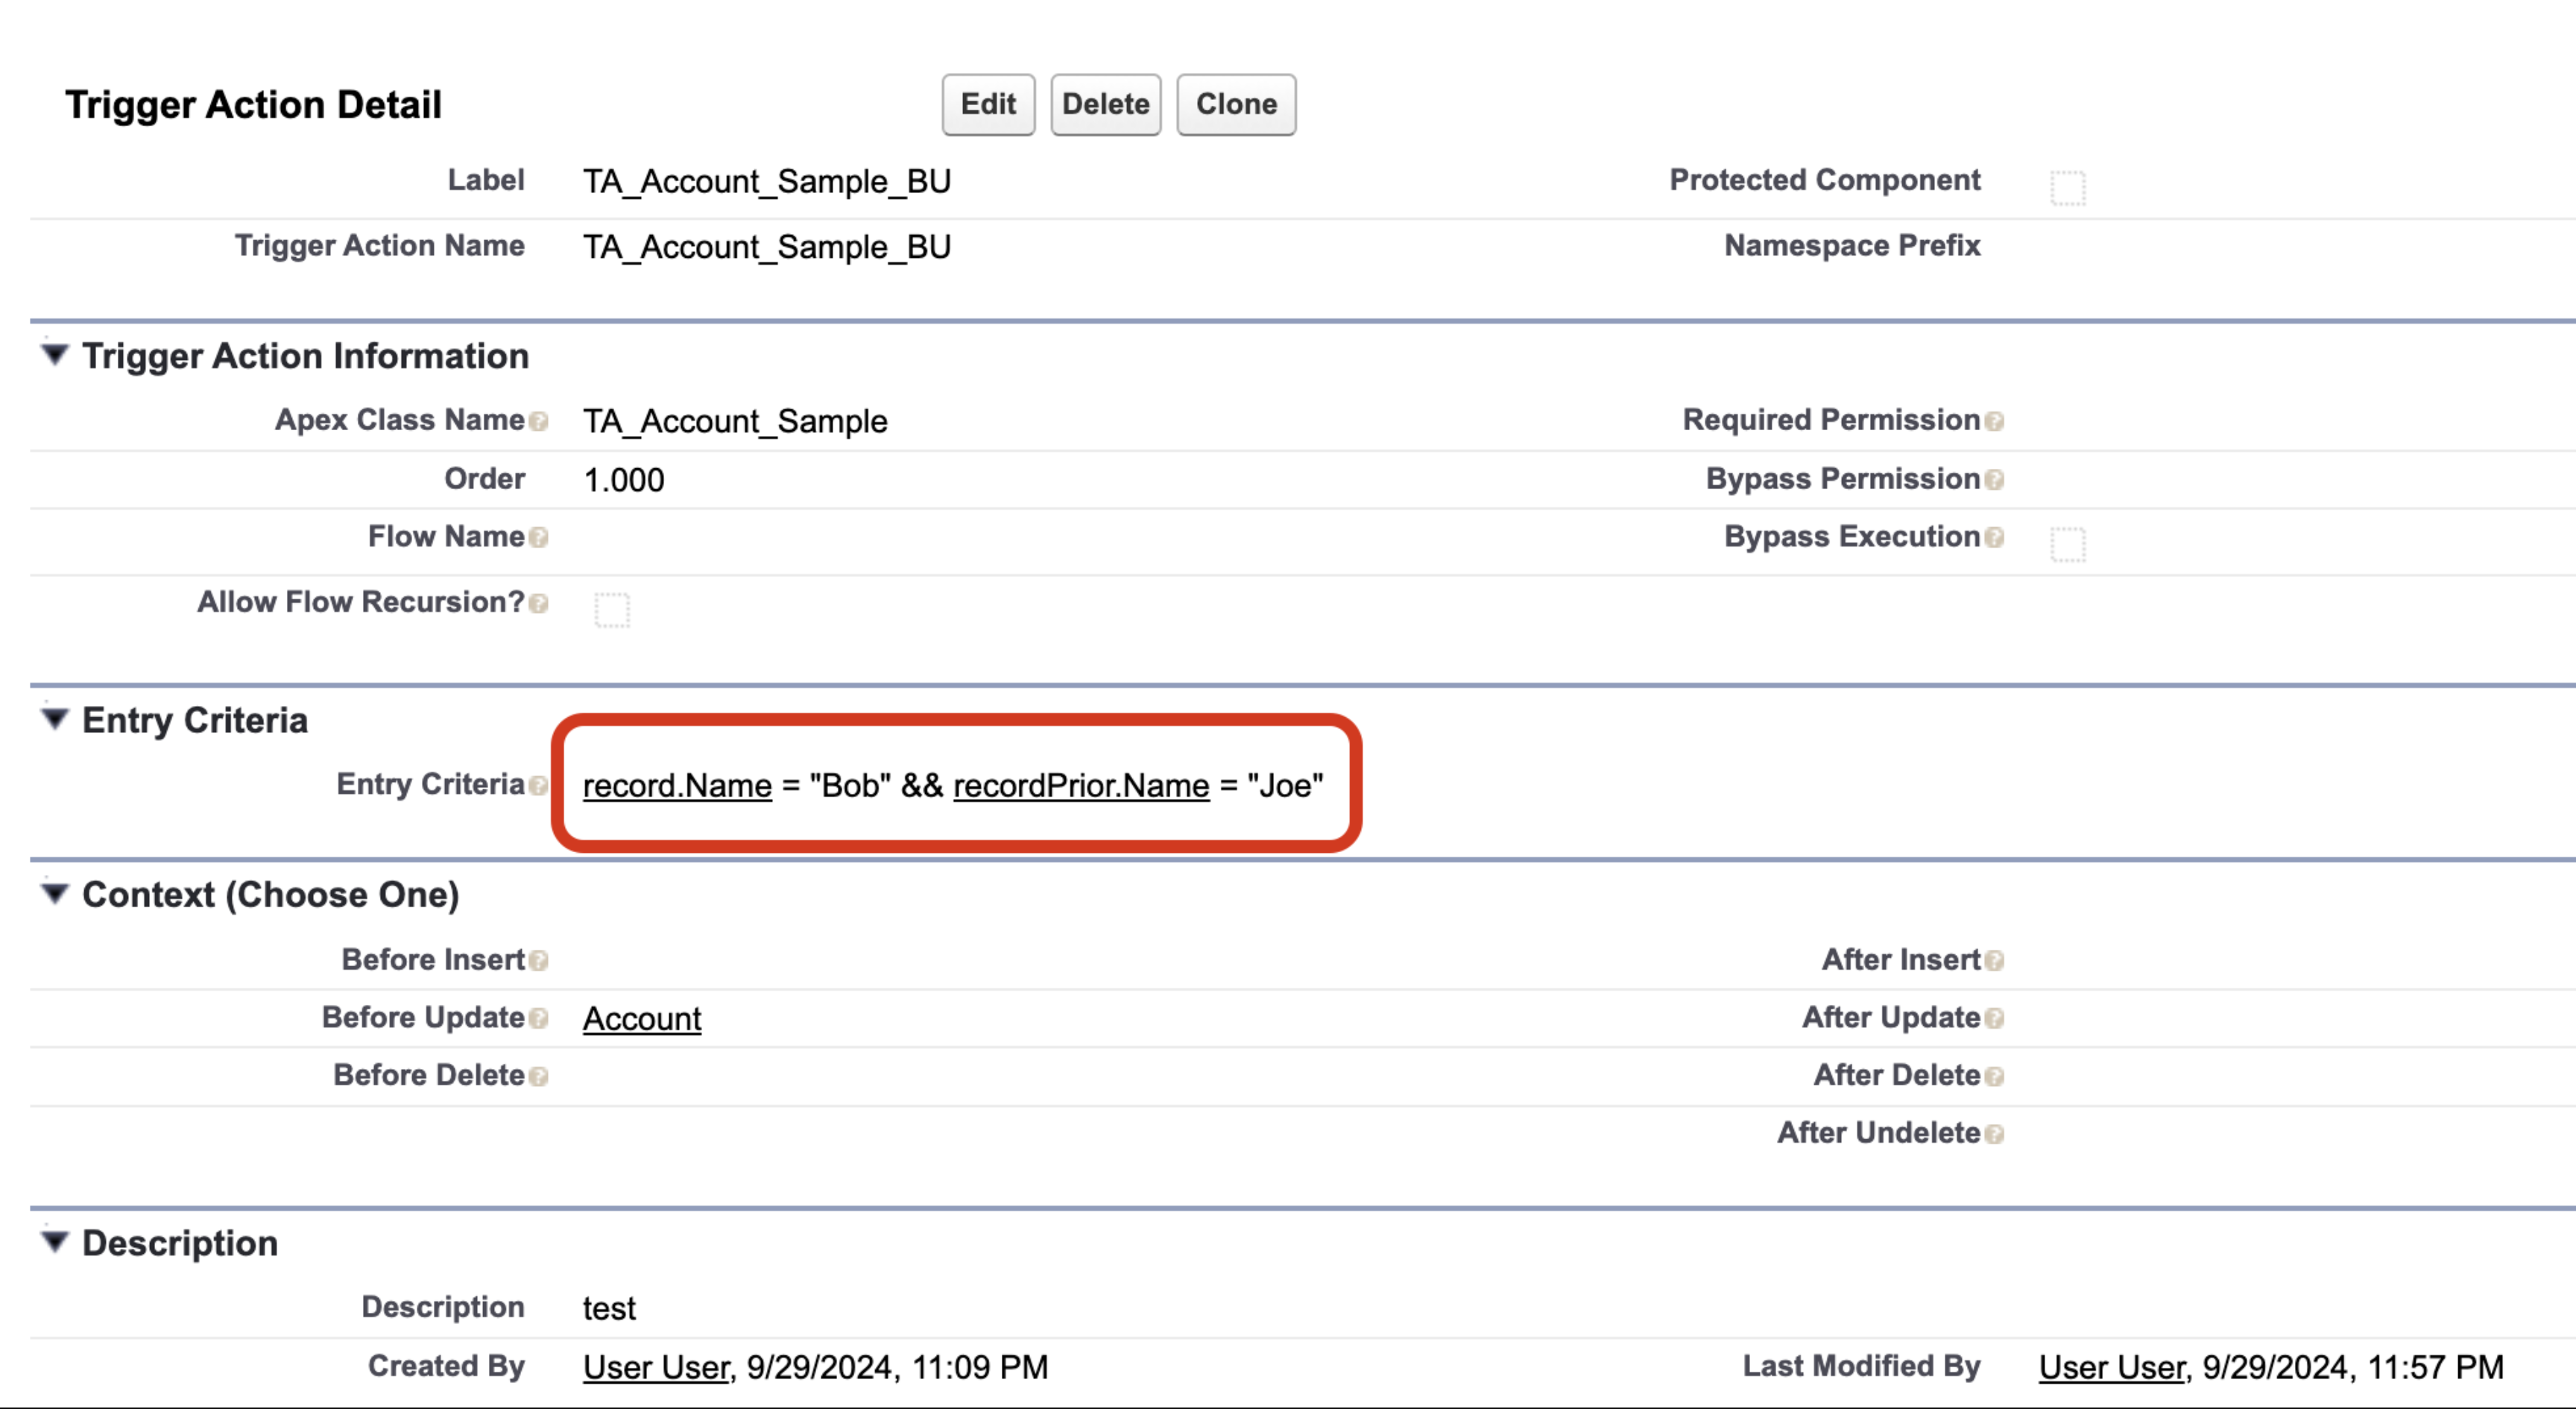 Trigger Action Detail Edit Delete Clone
Label TA_Account_Sample_BU Protected Component
Trigger Action Name TA_Account_Sample_BU Namespace Prefix
Trigger Action Information
Apex Class Name ? TA_Account_Sample Required Permission ?
Order 1.000 Bypass Permission ?
Flow Name ? Bypass Execution ?
Allow Flow Recursion? ?
Entry Criteria
Entry Criteria ? record.Name = "Bob" && recordPrior.Name = "Joe"
Context (Choose One)
Before Insert ? After Insert ?
Before Update ? Account After Update ?
Before Delete ? After Delete ?
After Undelete ?
Description
Description test
Created By User User, 9/29/2024, 11:09 PM Last Modified By User User, 9/29/2024, 11:57 PM